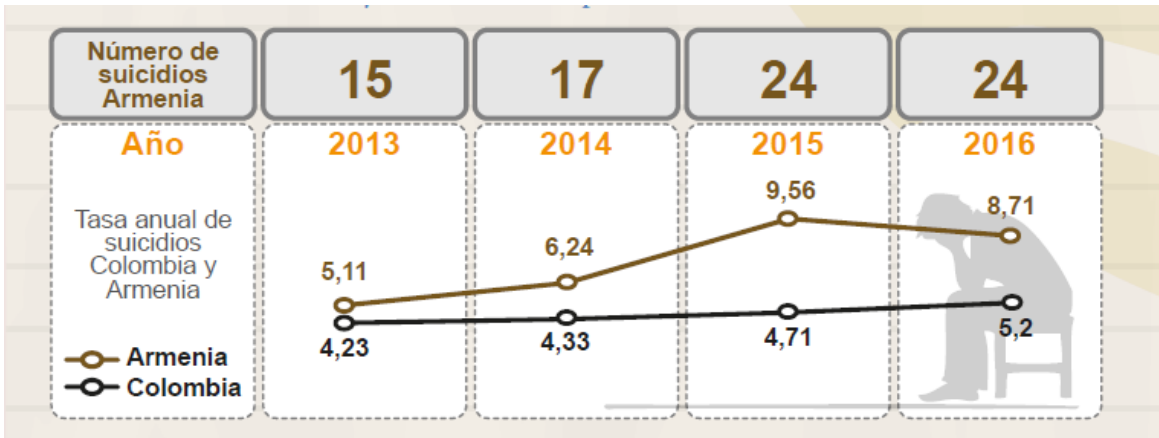 Número de
suicidios
Armenia
15
17
24
24
Año
2013
2014
2015
2016
Tasa anual de
suicidios
Colombia y
Armenia
5,11
6,24
9,56
8,71
4,23
4,33
4,71
5,2
Armenia
Colombia